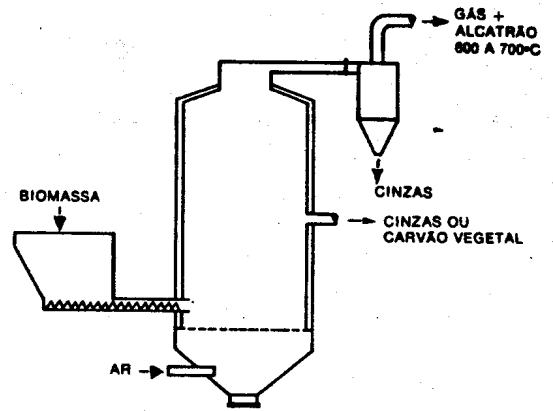 GÁS +
ALCATRÃO
600 A 700°C
CINZAS
BIOMASSA
CINZAS OU
CARVÃO VEGETAL
AR